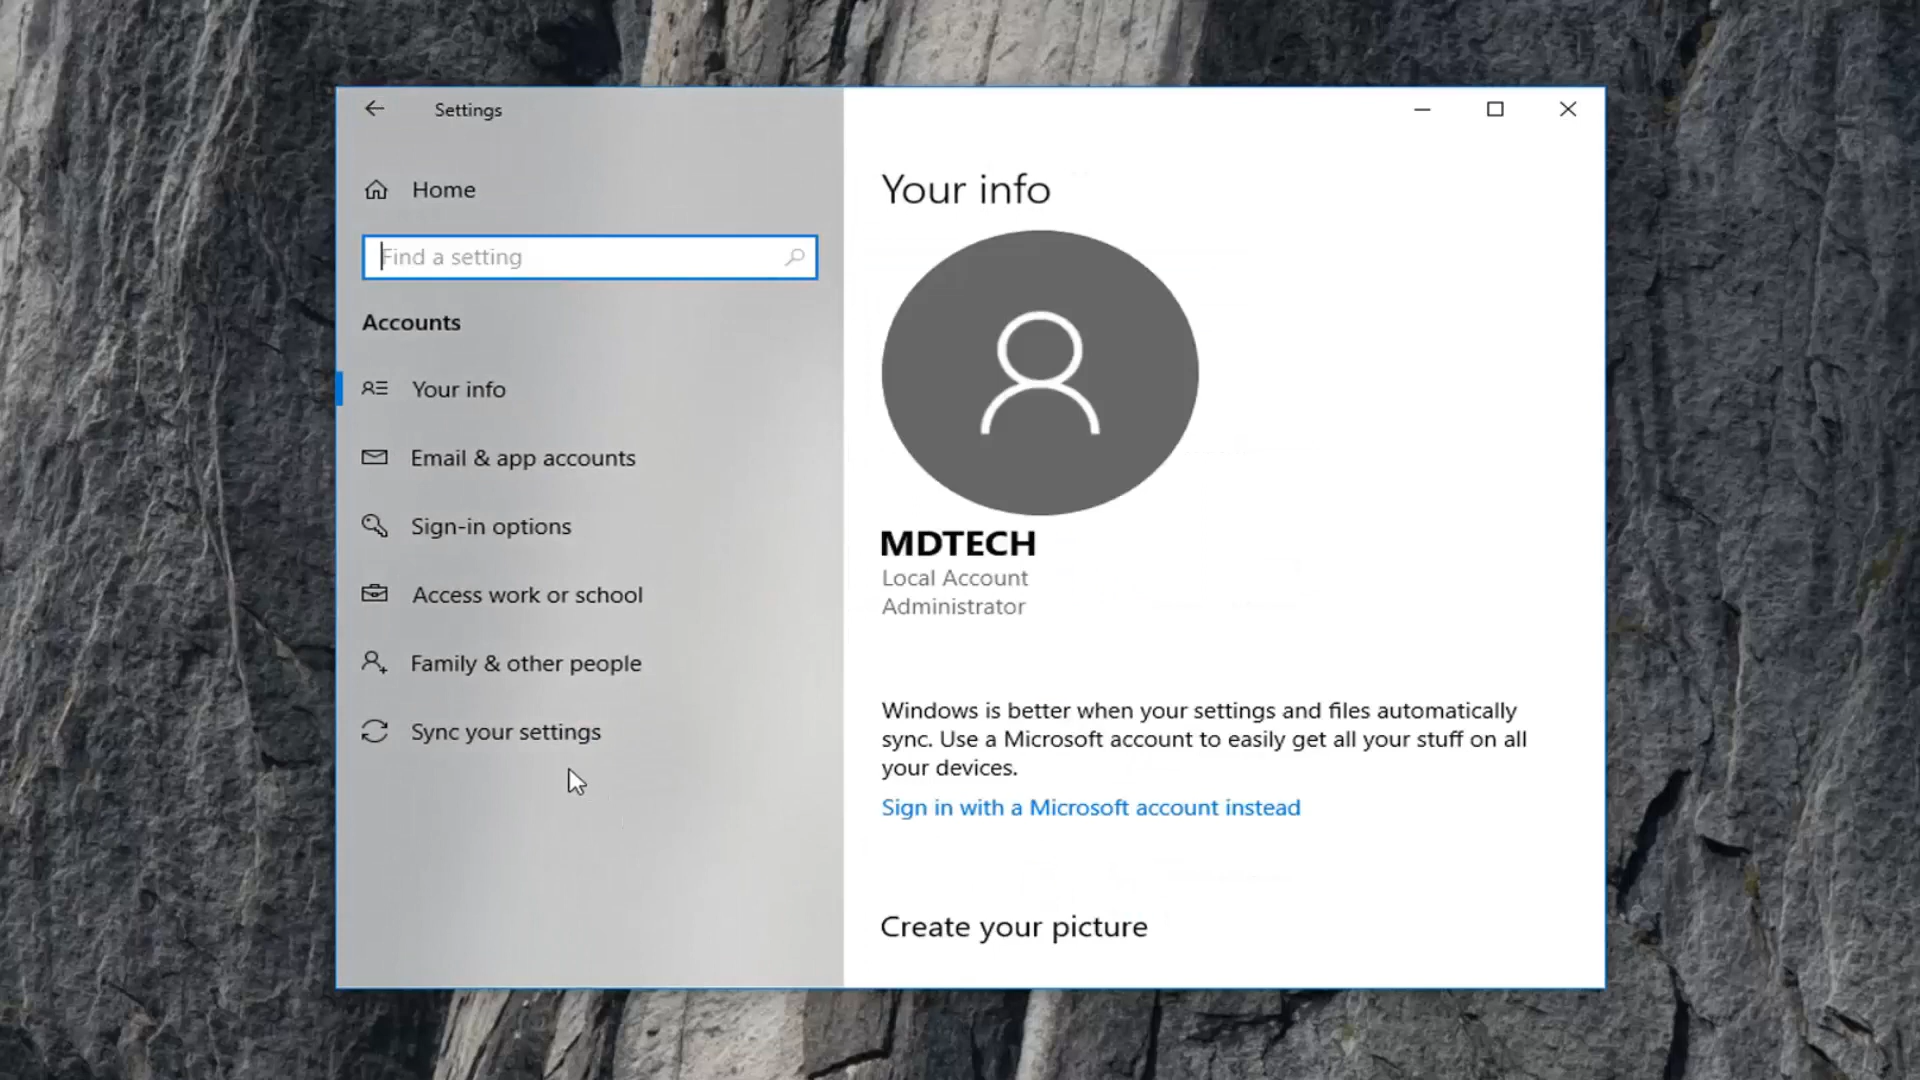 Settings
Home
Find a setting
Accounts
Your info
Email & app accounts
Sign-in options
Access work or school
Family & other people
Sync your settings
Your info
MDTECH
Local Account
Administrator
Windows is better when your settings and files automatically
sync. Use a Microsoft account to easily get all your stuff on all
your devices.
Sign in with a Microsoft account instead
Create your picture